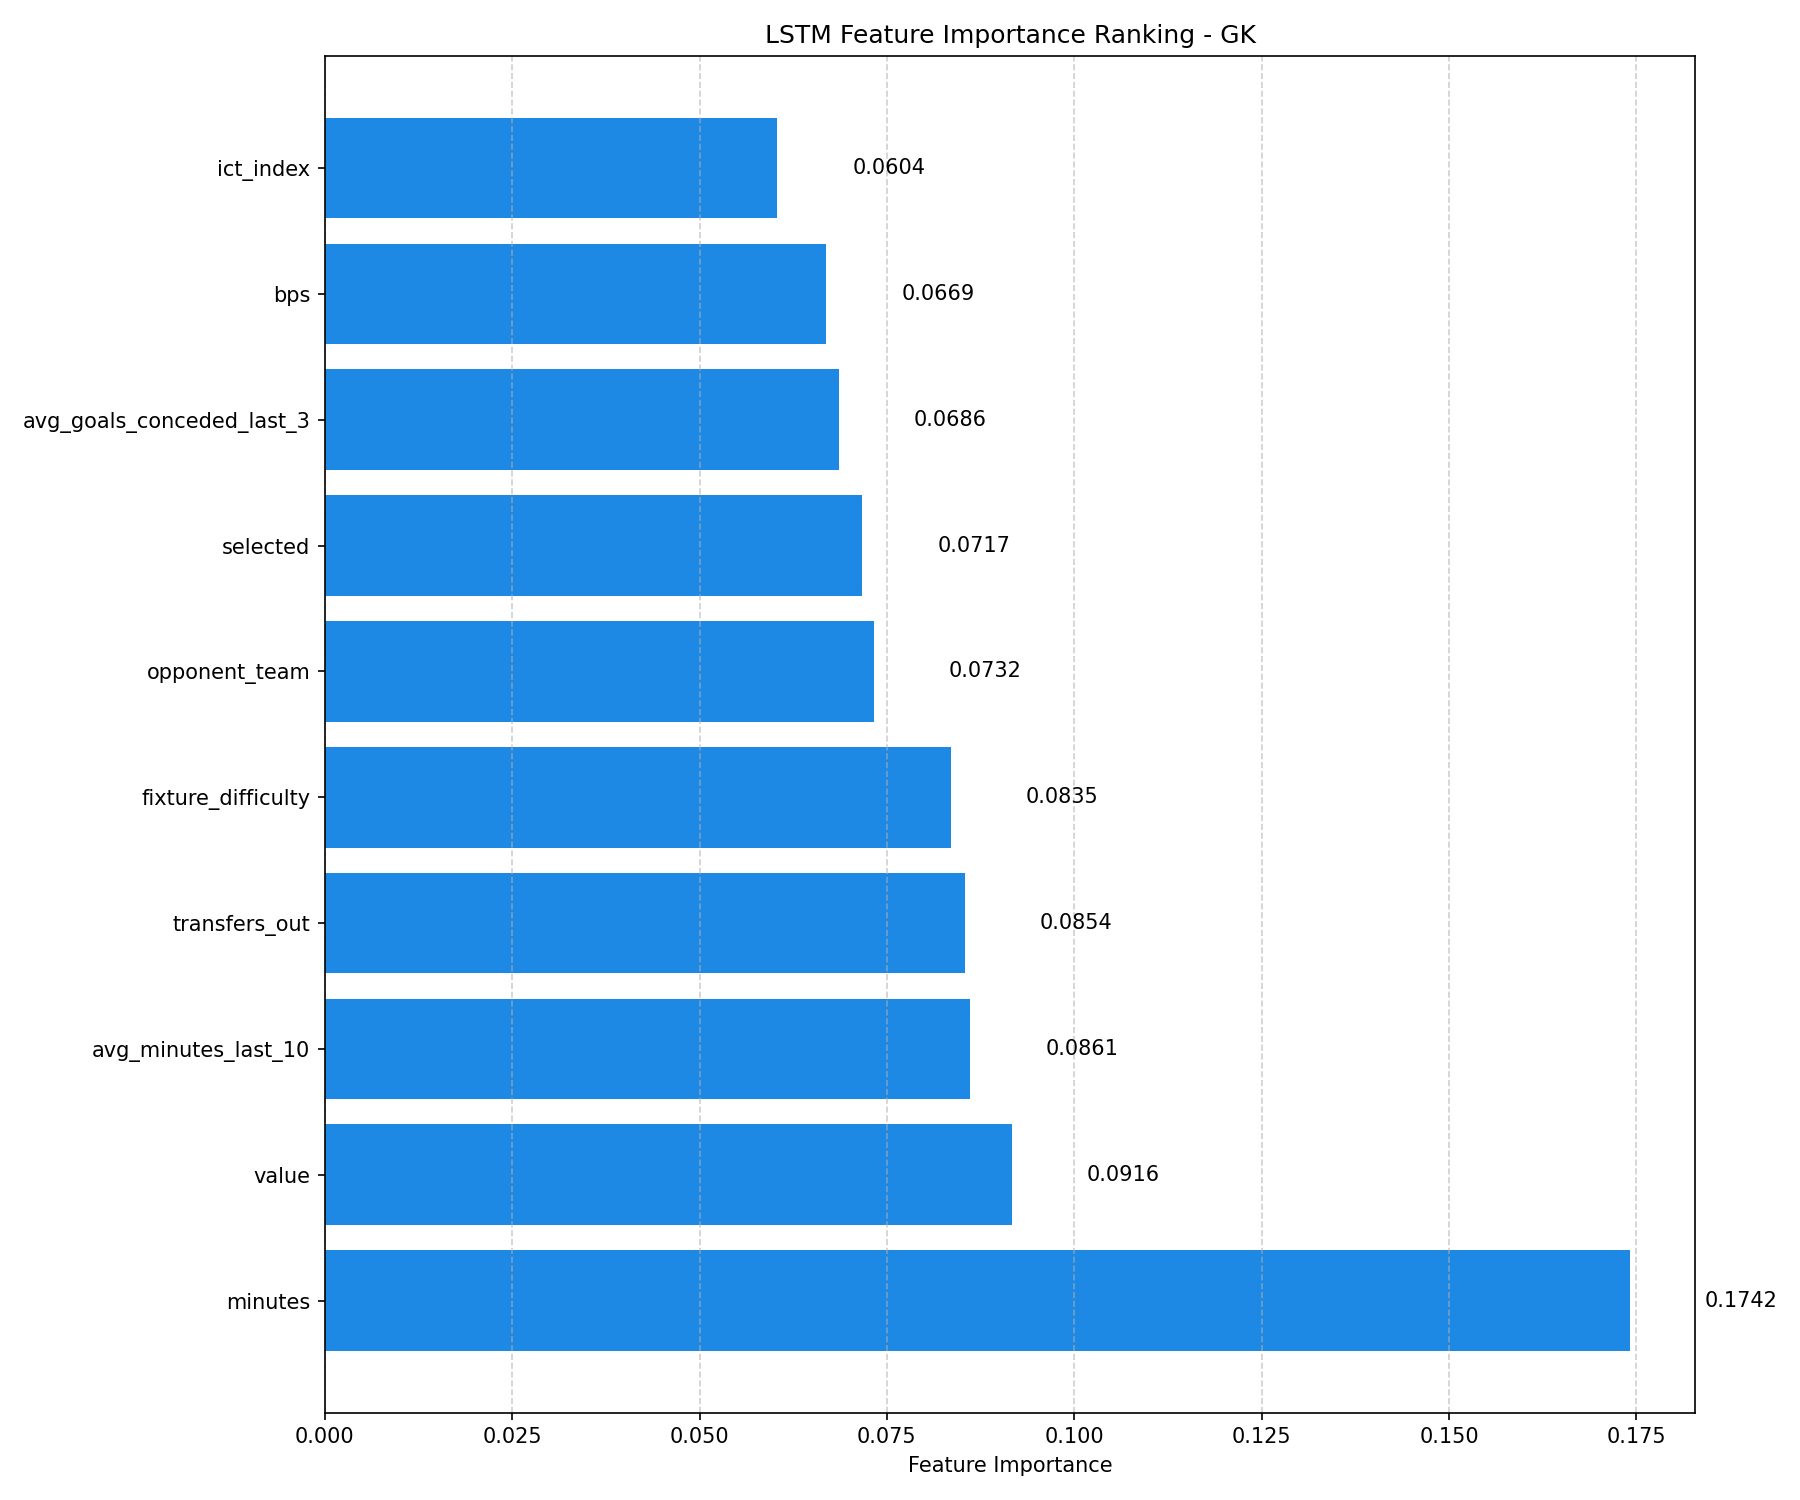 LSTM Feature Importance Ranking - GK
ict_index 0.0604
bps 0.0669
avg_goals_conceded_last_3 0.0686
selected 0.0717
opponent_team 0.0732
fixture_difficulty 0.0835
transfers_out 0.0854
avg_minutes_last_10 0.0861
value 0.0916
minutes 0.1742
0.000 0.025 0.050 0.075 0.100 0.125 0.150 0.175
Feature Importance